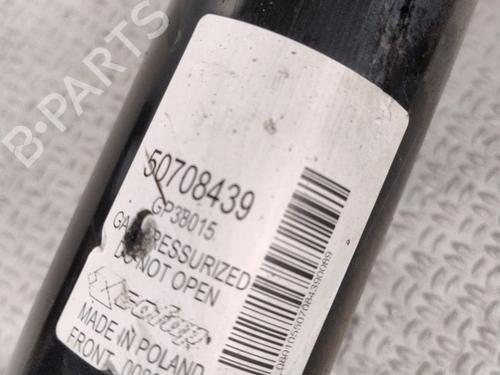 B-PARTS
50708439
GP38015
GAS PRESSURIZED
DO NOT OPEN
MADE IN POLAND
FRONT